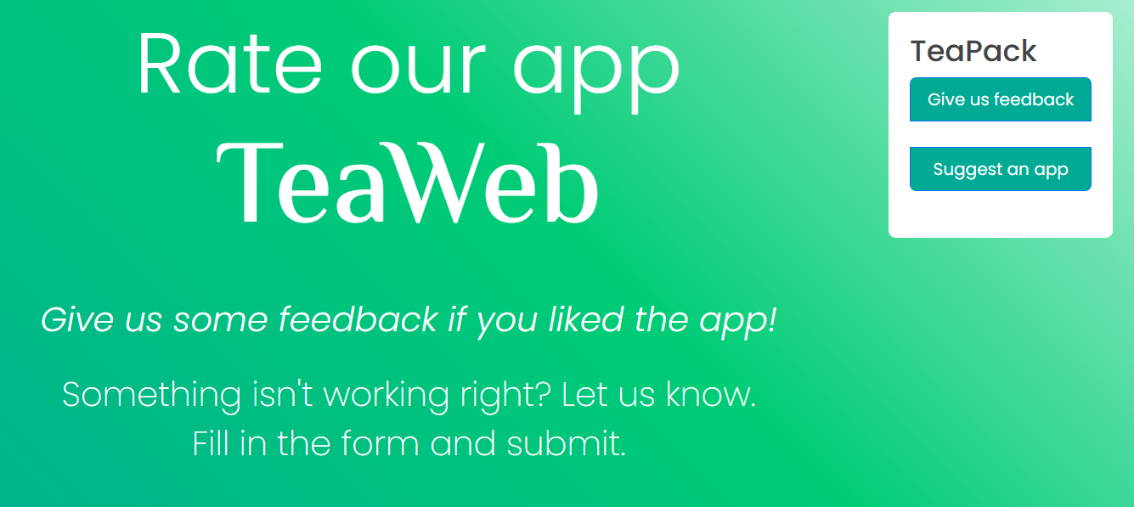 Rate our app
TeaWeb
Give us some feedback if you liked the app!
Something isn't working right? Let us know.
Fill in the form and submit.
TeaPack
Give us feedback
Suggest an app